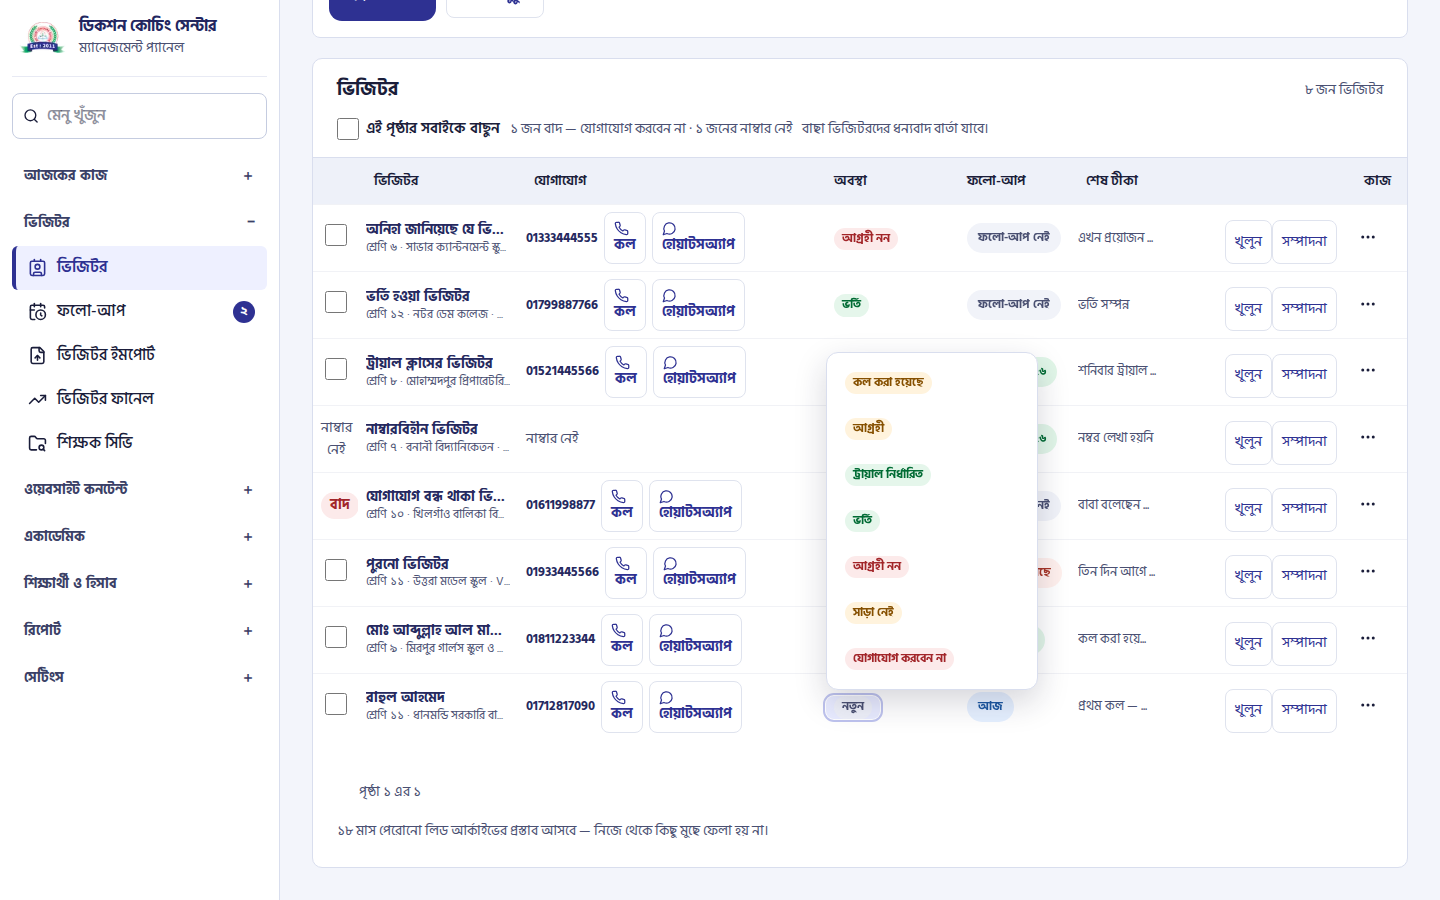 ডিকশন কোচিং সেন্টার
ম্যানেজমেন্ট প্যানেল
Est : 2011
মেনু খুঁজুন
আজকের কাজ +
ভিজিটর −
ভিজিটর
ফলো-আপ ২
ভিজিটর ইমপোর্ট
ভিজিটর ফানেল
শিক্ষক সিভি
ওয়েবসাইট কনটেন্ট +
একাডেমিক +
শিক্ষার্থী ও হিসাব +
রিপোর্ট +
সেটিংস +
ভিজিটর ৮ জন ভিজিটর
এই পৃষ্ঠার সবাইকে বাছুন ১ জন বাদ — যোগাযোগ করবেন না · ১ জনের নাম্বার নেই বাছা ভিজিটরদের ধন্যবাদ বার্তা যাবে।
ভিজিটর যোগাযোগ অবস্থা ফলো-আপ শেষ টীকা কাজ
অনিহা জানিয়েছে যে ভি...
শ্রেণি ৬ · সাভার ক্যান্টনমেন্ট স্কু...
01333444555 কল হোয়াটসঅ্যাপ আগ্রহী নন ফলো-আপ নেই এখন প্রয়োজন ... খুলুন সম্পাদনা ...
ভর্তি হওয়া ভিজিটর
শ্রেণি ১২ · নটর ডেম কলেজ · ...
01799887766 কল হোয়াটসঅ্যাপ ভর্তি ফলো-আপ নেই ভর্তি সম্পন্ন খুলুন সম্পাদনা ...
ট্রায়াল ক্লাসের ভিজিটর
শ্রেণি ৮ · মোহাম্মদপুর প্রিপারেটরি...
01521445566 কল হোয়াটসঅ্যাপ ৬ শনিবার ট্রায়াল ... খুলুন সম্পাদনা ...
নাম্বার নেই
নাম্বারবিহীন ভিজিটর
শ্রেণি ৭ · বনানী বিদ্যানিকেতন · ...
নাম্বার নেই ৬ নম্বর লেখা হয়নি খুলুন সম্পাদনা ...
বাদ
যোগাযোগ বন্ধ থাকা ভি...
শ্রেণি ১০ · খিলগাঁও বালিকা বি...
01611998877 কল হোয়াটসঅ্যাপ নেই বাবা বলেছেন ... খুলুন সম্পাদনা ...
পুরনো ভিজিটর
শ্রেণি ১১ · উত্তরা মডেল স্কুল · V...
01933445566 কল হোয়াটসঅ্যাপ ছে তিন দিন আগে ... খুলুন সম্পাদনা ...
মোঃ আব্দুল্লাহ আল মা...
শ্রেণি ৯ · মিরপুর গার্লস স্কুল ও ...
01811223344 কল হোয়াটসঅ্যাপ কল করা হয়ে... খুলুন সম্পাদনা ...
রাহুল আহমেদ
শ্রেণি ১১ · ধানমন্ডি সরকারি বা...
01712817090 কল হোয়াটসঅ্যাপ নতুন আজ প্রথম কল — ... খুলুন সম্পাদনা ...
কল করা হয়েছে
আগ্রহী
ট্রায়াল নির্ধারিত
ভর্তি
আগ্রহী নন
সাড়া নেই
যোগাযোগ করবেন না
পৃষ্ঠা ১ এর ১
১৮ মাস পেরোনো লিড আর্কাইভের প্রস্তাব আসবে — নিজে থেকে কিছু মুছে ফেলা হয় না।